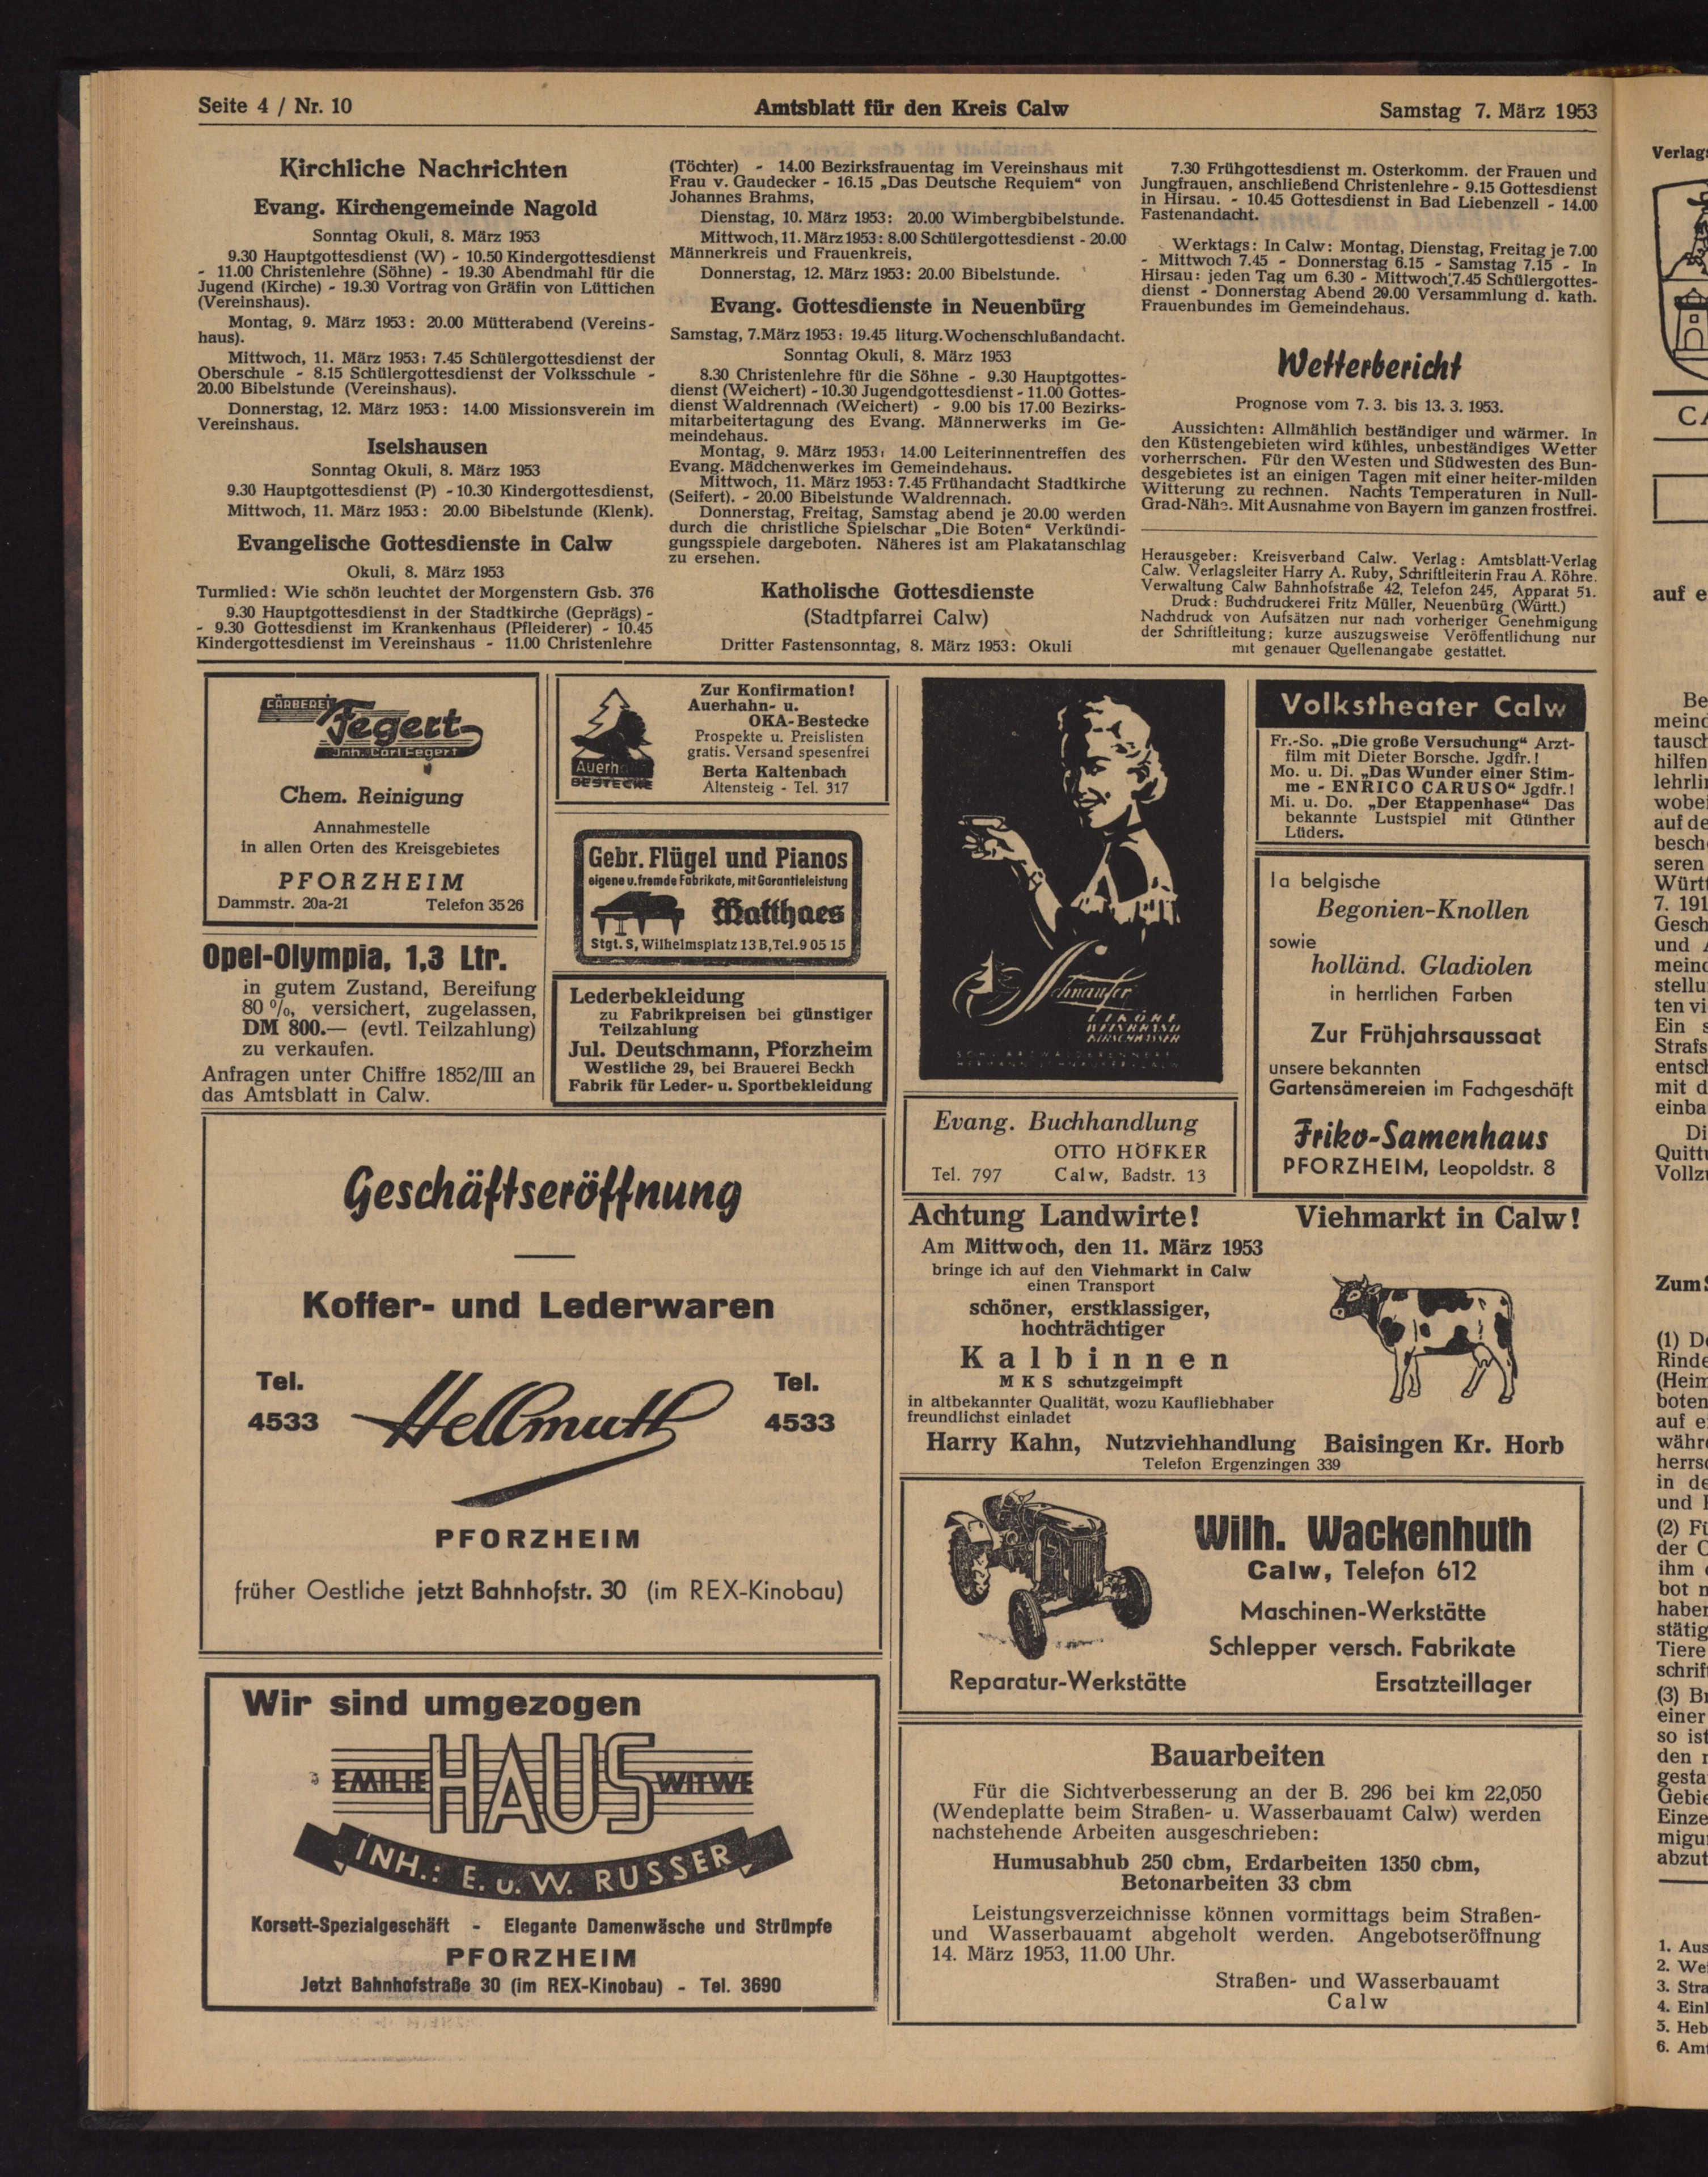 Seite 4 / Nr. 10
Amtsblatt für den Kreis Calw
Samstag 7. März 1953
Kirchliche Nachrichten
Evang. Kirchengemeinde Nagold
Sonntag Okuli, 8. März 1953
9.30 Hauptgottesdienst (W) - 10.50 Kindergottesdienst
- 11.00 Christenlehre (Söhne) - 19.30 Abendmahl für die
Jugend (Kirche) - 19.30 Vortrag von Gräfin von Lüttichen
(Vereinshaus).
Montag, 9. März 1953: 20.00 Mütterabend (Vereins-
haus).
Mittwoch, 11. März 1953: 7.45 Schülergottesdienst der
Oberschule - 8.15 Schülergottesdienst der Volksschule -
20.00 Bibelstunde (Vereinshaus).
Donnerstag, 12. März 1953: 14.00 Missionsverein im
Vereinshaus.
Iselshausen
Sonntag Okuli, 8. März 1953
9.30 Hauptgottesdienst (P) - 10.30 Kindergottesdienst,
Mittwoch, 11. März 1953: 20.00 Bibelstunde (Klenk).
Evangelische Gottesdienste in Calw
Okuli, 8. März 1953
Turmlied: Wie schön leuchtet der Morgenstern Gsb. 376
9.30 Hauptgottesdienst in der Stadtkirche (Geprägs) -
- 9.30 Gottesdienst im Krankenhaus (Pfleiderer) - 10.45
Kindergottesdienst im Vereinshaus - 11.00 Christenlehre
(Töchter) - 14.00 Bezirksfrauentag im Vereinshaus mit
Frau v. Gaudecker - 16.15 „Das Deutsche Requiem" von
Johannes Brahms,
Dienstag, 10. März 1953: 20.00 Wimbergbibelstunde.
Mittwoch, 11. März 1953: 8.00 Schülergottesdienst - 20.00
Männerkreis und Frauenkreis,
Donnerstag, 12. März 1953: 20.00 Bibelstunde.
Evang. Gottesdienste in Neuenbürg
Samstag, 7. März 1953: 19.45 liturg. Wochenschlußandacht.
Sonntag Okuli, 8. März 1953
8.30 Christenlehre für die Söhne - 9.30 Hauptgottes-
dienst (Weichert) - 10.30 Jugendgottesdienst - 11.00 Gottes-
dienst Waldrennach (Weichert) - 9.00 bis 17.00 Bezirks-
mitarbeitertagung des Evang. Männerwerks im Ge-
meindehaus.
Montag, 9. März 1953: 14.00 Leiterinnentreffen des
Evang. Mädchenwerkes im Gemeindehaus.
Mittwoch, 11. März 1953: 7.45 Frühandacht Stadtkirche
(Seifert). - 20.00 Bibelstunde Waldrennach.
Donnerstag, Freitag, Samstag abend je 20.00 werden
durch die christliche Spielschar „Die Boten" Verkündi-
gungsspiele dargeboten. Näheres ist am Plakatanschlag
zu ersehen.
Katholische Gottesdienste
(Stadtpfarrei Calw)
Dritter Fastensonntag, 8. März 1953: Okuli
7.30 Frühgottesdienst m. Osterkomm. der Frauen und
Jungfrauen, anschließend Christenlehre - 9.15 Gottesdienst
in Hirsau. - 10.45 Gottesdienst in Bad Liebenzell - 14.00
Fastenandacht.
Werktags: In Calw: Montag, Dienstag, Freitag je 7.00
- Mittwoch 7.45 - Donnerstag 6.15 - Samstag 7.15 - In
Hirsau: jeden Tag um 6.30 - Mittwoch 7.45 Schülergottes-
dienst - Donnerstag Abend 20.00 Versammlung d. kath.
Frauenbundes im Gemeindehaus.
Wetterbericht
Prognose vom 7. 3. bis 13. 3. 1953.
Aussichten: Allmählich beständiger und wärmer. In
den Küstengebieten wird kühles, unbeständiges Wetter
vorherrschen. Für den Westen und Südwesten des Bun-
desgebietes ist an einigen Tagen mit einer heiter-milden
Witterung zu rechnen. Nachts Temperaturen in Null-
Grad-Nähe. Mit Ausnahme von Bayern im ganzen frostfrei.
Herausgeber: Kreisverband Calw. Verlag: Amtsblatt-Verlag
Calw. Verlagsleiter Harry A. Ruby, Schriftleiterin Frau A. Röhre.
Verwaltung Calw Bahnhofstraße 42, Telefon 245, Apparat 51.
Druck: Buchdruckerei Fritz Müller, Neuenbürg (Württ.)
Nachdruck von Aufsätzen nur nach vorheriger Genehmigung
der Schriftleitung; kurze auszugsweise Veröffentlichung nur
mit genauer Quellenangabe gestattet.
FÄRBEREI
Fegert
Inh. Carl Fegert
Chem. Reinigung
Annahmestelle
in allen Orten des Kreisgebietes
PFORZHEIM
Dammstr. 20a-21 Telefon 3526
Opel-Olympia, 1,3 Ltr.
in gutem Zustand, Bereifung
80 %, versichert, zugelassen,
DM 800.— (evtl. Teilzahlung)
zu verkaufen.
Anfragen unter Chiffre 1852/III an
das Amtsblatt in Calw.
Auerhahn
BESTECKE
Zur Konfirmation!
Auerhahn- u.
OKA-Bestecke
Prospekte u. Preislisten
gratis. Versand spesenfrei
Berta Kaltenbach
Altensteig - Tel. 317
Gebr. Flügel und Pianos
eigene u. fremde Fabrikate, mit Garantieleistung
Matthaes
Stgt. S, Wilhelmsplatz 13 B, Tel. 9 05 15
Lederbekleidung
zu Fabrikpreisen bei günstiger
Teilzahlung
Jul. Deutschmann, Pforzheim
Westliche 29, bei Brauerei Beckh
Fabrik für Leder- u. Sportbekleidung
Schnaufer
LIKÖRE
WEINBRAND
KIRSCHWASSER
Volkstheater Calw
Fr.-So. „Die große Versuchung" Arzt-
film mit Dieter Borsche. Jgdfr.!
Mo. u. Di. „Das Wunder einer Stim-
me - ENRICO CARUSO" Jgdfr.!
Mi. u. Do. „Der Etappenhase" Das
bekannte Lustspiel mit Günther
Lüders.
Ia belgische
Begonien-Knollen
sowie
holländ. Gladiolen
in herrlichen Farben
Zur Frühjahrsaussaat
unsere bekannten
Gartensämereien im Fachgeschäft
Friko-Samenhaus
PFORZHEIM, Leopoldstr. 8
Evang. Buchhandlung
OTTO HÖFKER
Tel. 797 Calw, Badstr. 13
Geschäftseröffnung
Koffer- und Lederwaren
Tel. 4533
Hellmuth
Tel. 4533
PFORZHEIM
früher Oestliche jetzt Bahnhofstr. 30 (im REX-Kinobau)
Achtung Landwirte! Viehmarkt in Calw!
Am Mittwoch, den 11. März 1953
bringe ich auf den Viehmarkt in Calw
einen Transport
schöner, erstklassiger,
hochträchtiger
Kalbinnen
MKS schutzgeimpft
in altbekannter Qualität, wozu Kaufliebhaber
freundlichst einladet
Harry Kahn, Nutzviehhandlung Baisingen Kr. Horb
Telefon Ergenzingen 339
Wilh. Wackenhuth
Calw, Telefon 612
Maschinen-Werkstätte
Schlepper versch. Fabrikate
Reparatur-Werkstätte Ersatzteillager
Wir sind umgezogen
EMILIE HAUS WITWE
INH.: E. u. W. RUSSER
Korsett-Spezialgeschäft - Elegante Damenwäsche und Strümpfe
PFORZHEIM
Jetzt Bahnhofstraße 30 (im REX-Kinobau) - Tel. 3690
Bauarbeiten
Für die Sichtverbesserung an der B. 296 bei km 22,050
(Wendeplatte beim Straßen- u. Wasserbauamt Calw) werden
nachstehende Arbeiten ausgeschrieben:
Humusabhub 250 cbm, Erdarbeiten 1350 cbm,
Betonarbeiten 33 cbm
Leistungsverzeichnisse können vormittags beim Straßen-
und Wasserbauamt abgeholt werden. Angebotseröffnung
14. März 1953, 11.00 Uhr.
Straßen- und Wasserbauamt
Calw